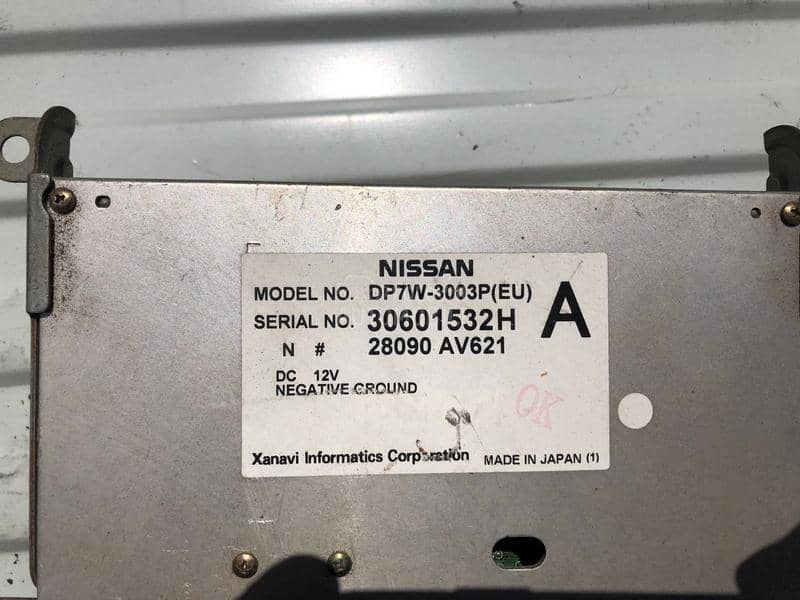 NISSAN
MODEL NO. DP7W-3003P(EU)
A
SERIAL NO. 30601532H
N # 28090 AV621
DC 12V
NEGATIVE GROUND
OK
Xanavi Informatics Corporation MADE IN JAPAN (1)